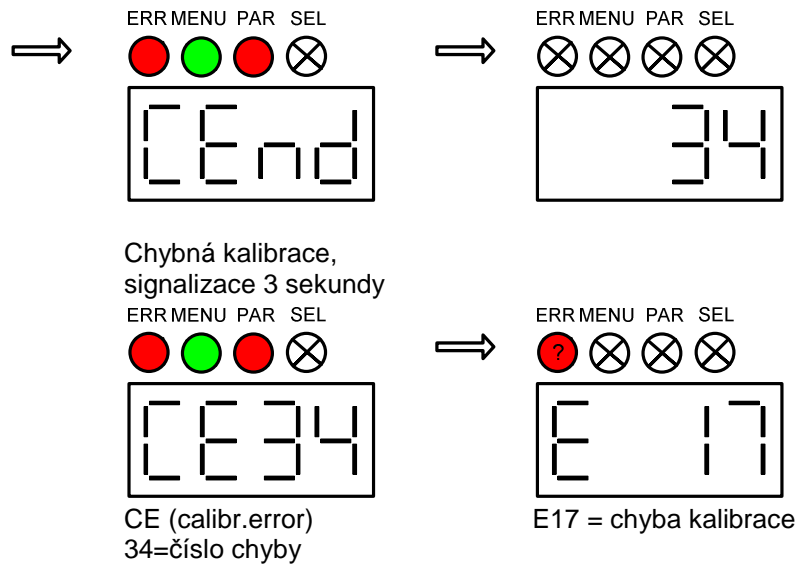 ERR MENU PAR SEL
CEnd
ERR MENU PAR SEL
34
Chybná kalibrace,
signalizace 3 sekundy
ERR MENU PAR SEL
CE34
CE (calibr.error)
34=číslo chyby
ERR MENU PAR SEL
?
E 17
E17 = chyba kalibrace